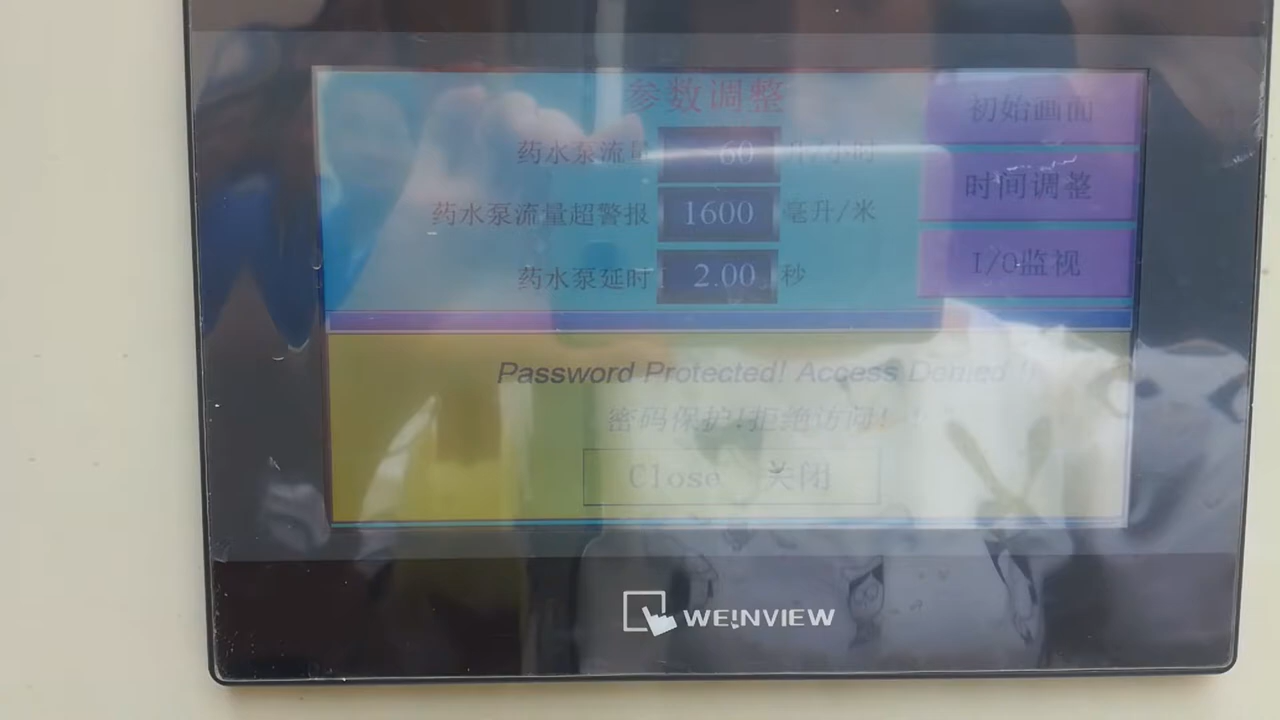 参数调整
初始画面
药水泵流量 60 升/小时
时间调整
药水泵流量超警报 1600 毫升/米
I/O监视
药水泵延时 2.00 秒
Password Protected! Access Denied !!
密码保护!拒绝访问! !!
Close 关闭
WEINVIEW